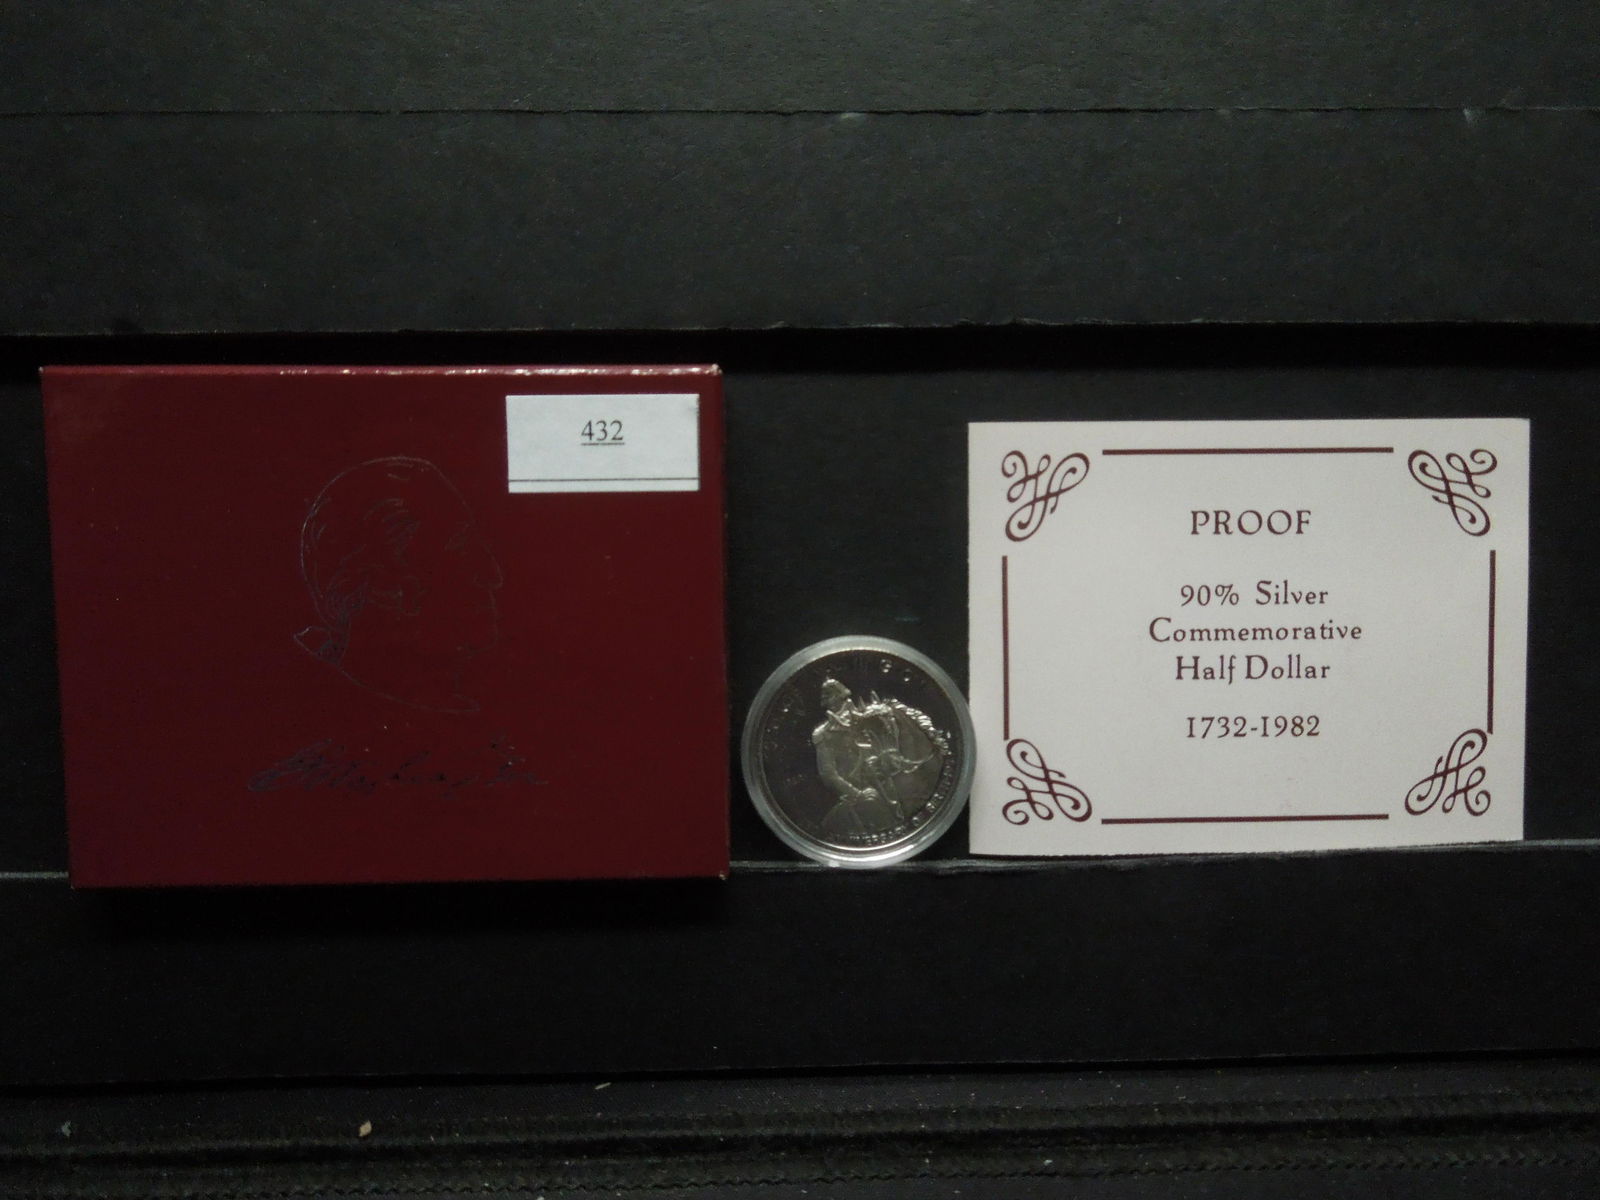 432
PROOF
90% Silver
Commemorative
Half Dollar
1732-1982